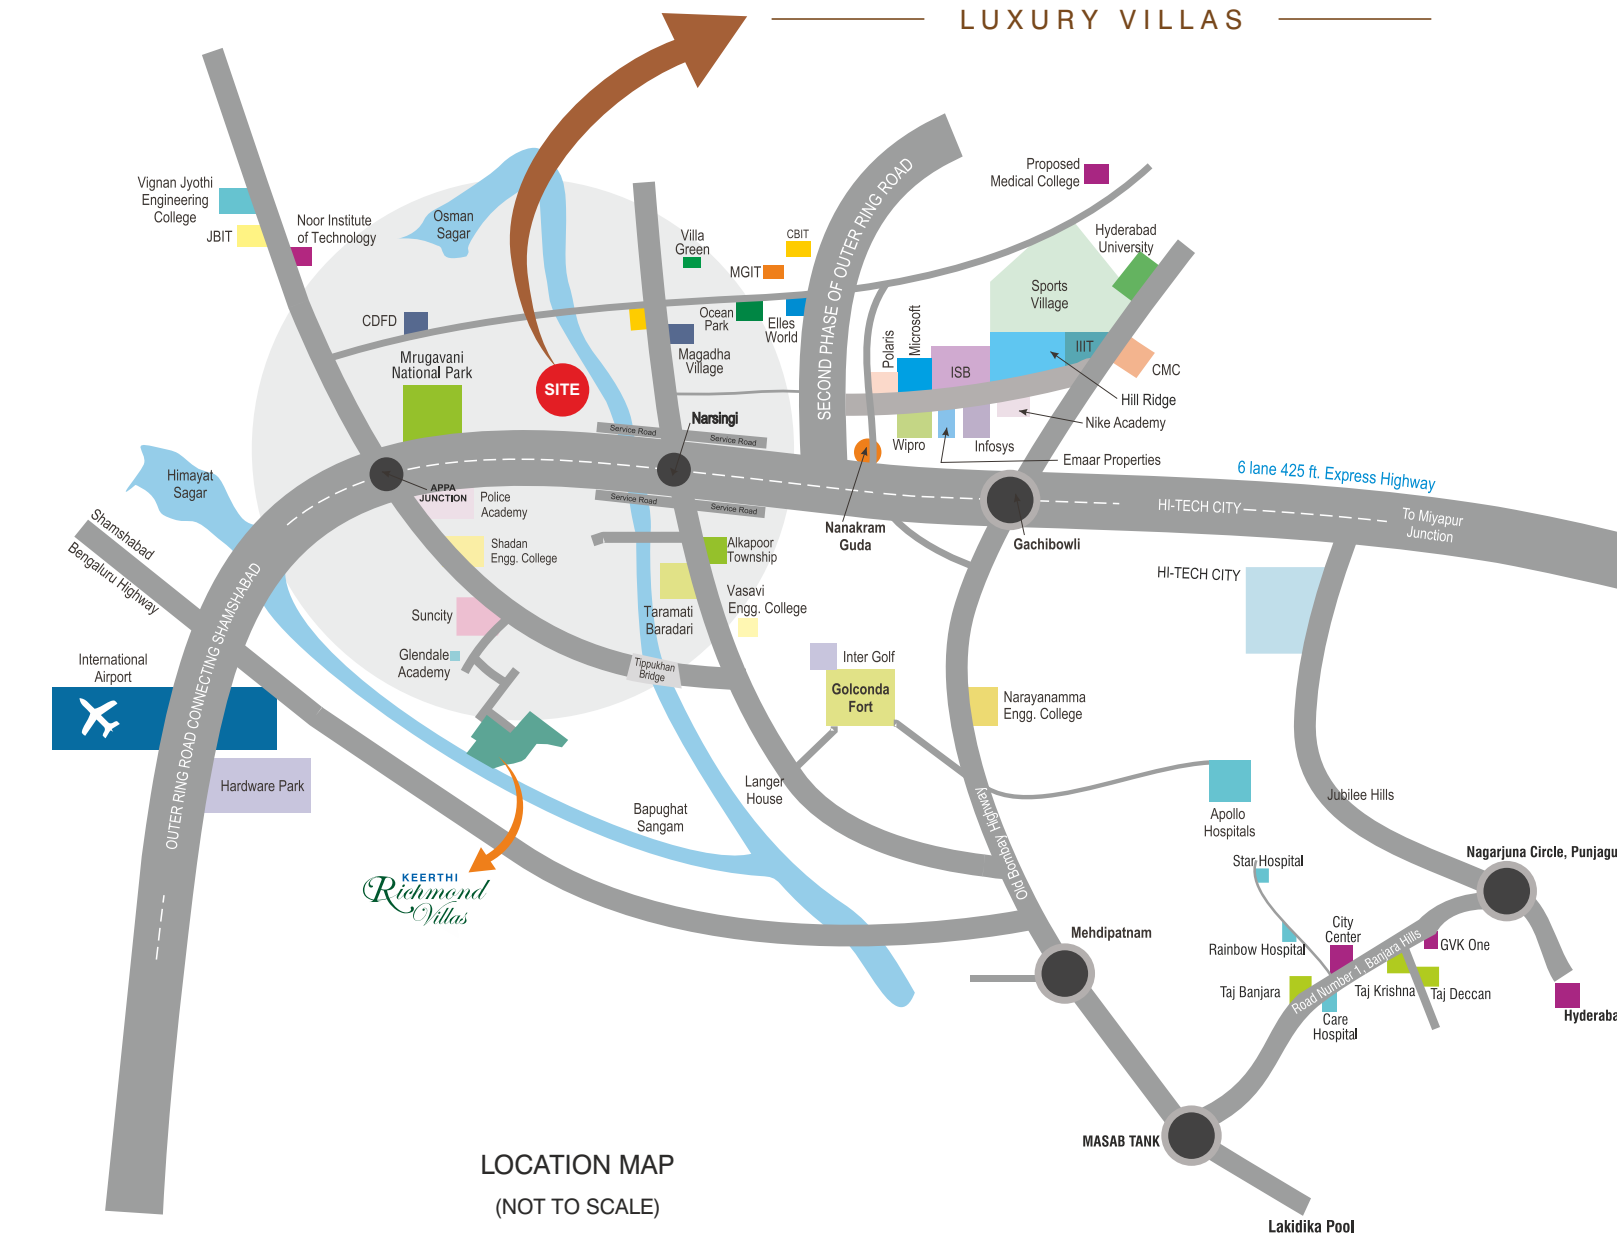 LUXURY VILLAS
Vignan Jyothi
Engineering
College
JBIT
Noor Institute
of Technology
Osman
Sagar
Villa
Green
CBIT
MGIT
SECOND PHASE OF OUTER RING ROAD
Proposed
Medical College
Hyderabad
University
Sports
Village
CDFD
Ocean
Park
Elles
World
Magadha
Village
Polaris
Microsoft
ISB
IIIT
CMC
Mrugavani
National Park
SITE
Hill Ridge
Nike Academy
Wipro
Infosys
Emaar Properties
Narsingi
Service Road
Service Road
Service Road
Service Road
6 lane 425 ft. Express Highway
HI-TECH CITY
To Miyapur
Junction
Himayat
Sagar
APPA
JUNCTION
Police
Academy
Nanakram
Guda
Gachibowli
Shamshabad
Bengaluru Highway
Shadan
Engg. College
Alkapoor
Township
HI-TECH CITY
OUTER RING ROAD CONNECTING SHAMSHABAD
Suncity
Taramati
Baradari
Vasavi
Engg. College
Glendale
Academy
Tippukhan
Bridge
Inter Golf
Golconda
Fort
Narayanamma
Engg. College
International
Airport
Hardware Park
Langer
House
Bapughat
Sangam
Old Bombay Highway
Apollo
Hospitals
Jubilee Hills
KEERTHI
Richmond
Villas
Star Hospital
Nagarjuna Circle, Punjagu
Mehdipatnam
Rainbow Hospital
City
Center
Road Number 1, Banjara Hills
GVK One
Taj Banjara
Taj Krishna
Taj Deccan
Care
Hospital
Hyderaba
MASAB TANK
Lakidika Pool
LOCATION MAP
(NOT TO SCALE)